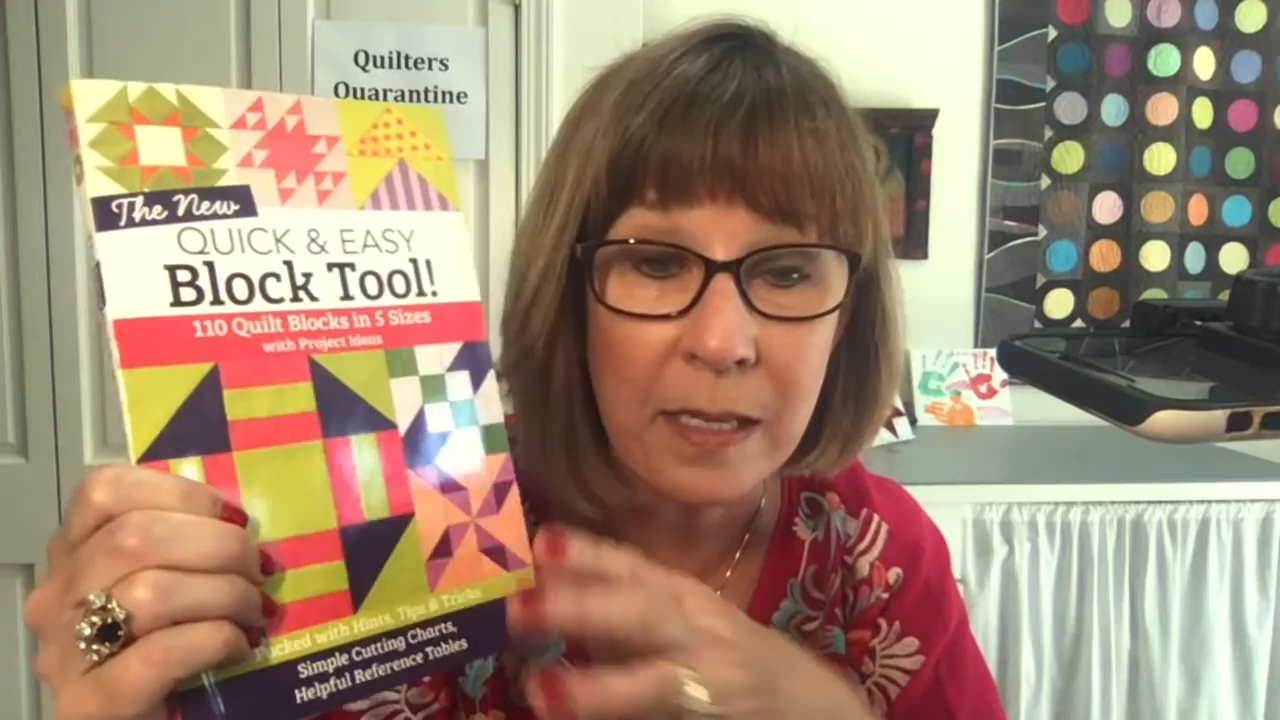 Quilters
Quarantine
The New
QUICK & EASY
Block Tool!
110 Quilt Blocks in 5 Sizes
with Project Ideas
Packed with Hints, Tips & Tricks
Simple Cutting Charts,
Helpful Reference Tables